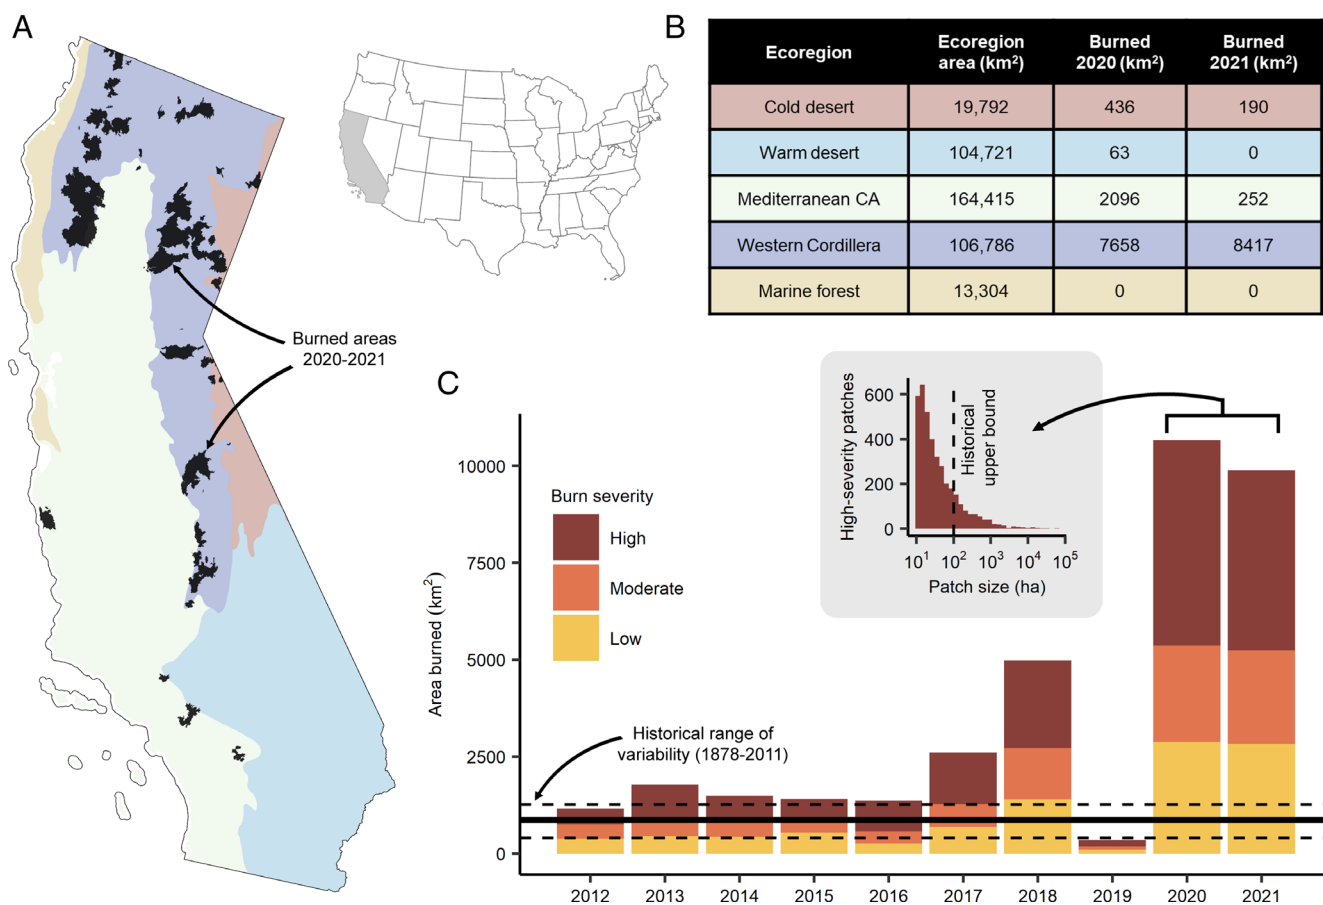 A
Burned areas
2020-2021
B
Ecoregion
Ecoregion area (km²)
Burned 2020 (km²)
Burned 2021 (km²)
Cold desert 19,792 436 190
Warm desert 104,721 63 0
Mediterranean CA 164,415 2096 252
Western Cordillera 106,786 7658 8417
Marine forest 13,304 0 0
C
Area burned (km²)
10000
7500
5000
2500
0
Burn severity
High
Moderate
Low
Historical range of
variability (1878-2011)
High-severity patches
600
400
200
0
Historical
upper bound
10¹ 10² 10³ 10⁴ 10⁵
Patch size (ha)
2012 2013 2014 2015 2016 2017 2018 2019 2020 2021